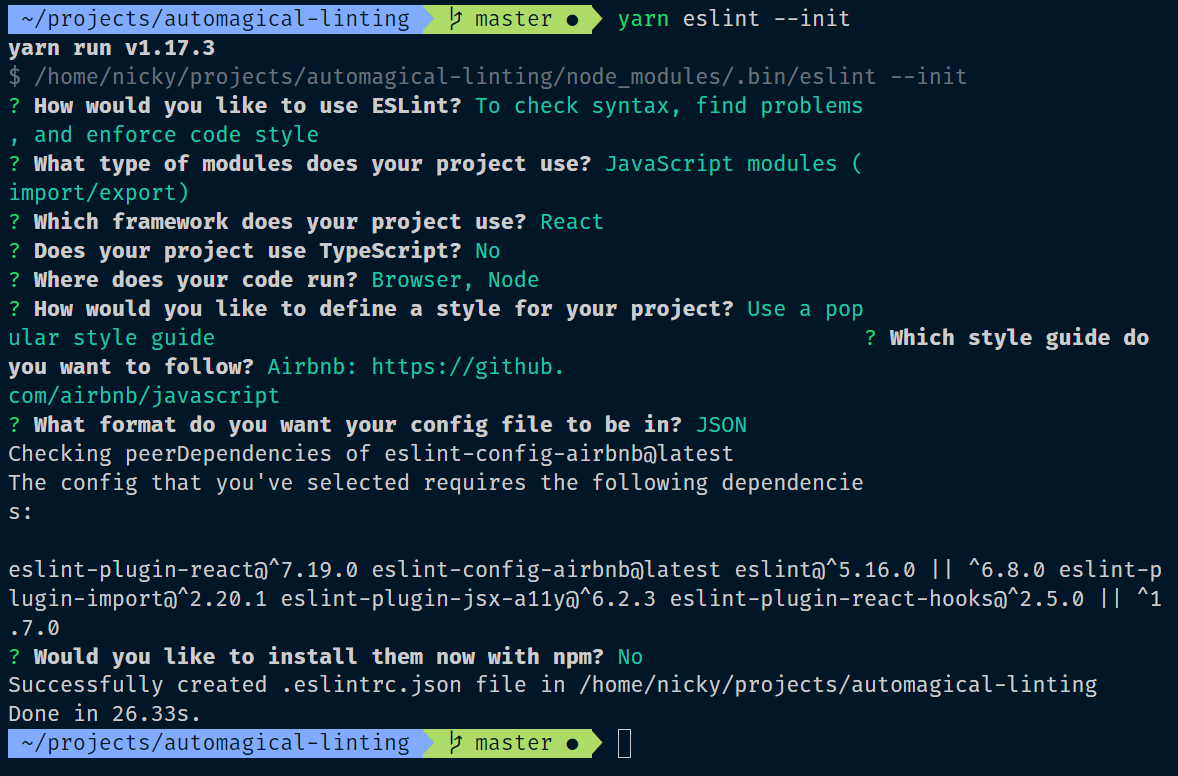 ~/projects/automagical-linting master ● yarn eslint --init
yarn run v1.17.3
$ /home/nicky/projects/automagical-linting/node_modules/.bin/eslint --init
? How would you like to use ESLint? To check syntax, find problems
, and enforce code style
? What type of modules does your project use? JavaScript modules (
import/export)
? Which framework does your project use? React
? Does your project use TypeScript? No
? Where does your code run? Browser, Node
? How would you like to define a style for your project? Use a pop
ular style guide ? Which style guide do
you want to follow? Airbnb: https://github.
com/airbnb/javascript
? What format do you want your config file to be in? JSON
Checking peerDependencies of eslint-config-airbnb@latest
The config that you've selected requires the following dependencie
s:

eslint-plugin-react@^7.19.0 eslint-config-airbnb@latest eslint@^5.16.0 || ^6.8.0 eslint-p
lugin-import@^2.20.1 eslint-plugin-jsx-a11y@^6.2.3 eslint-plugin-react-hooks@^2.5.0 || ^1
.7.0
? Would you like to install them now with npm? No
Successfully created .eslintrc.json file in /home/nicky/projects/automagical-linting
Done in 26.33s.
~/projects/automagical-linting master ●